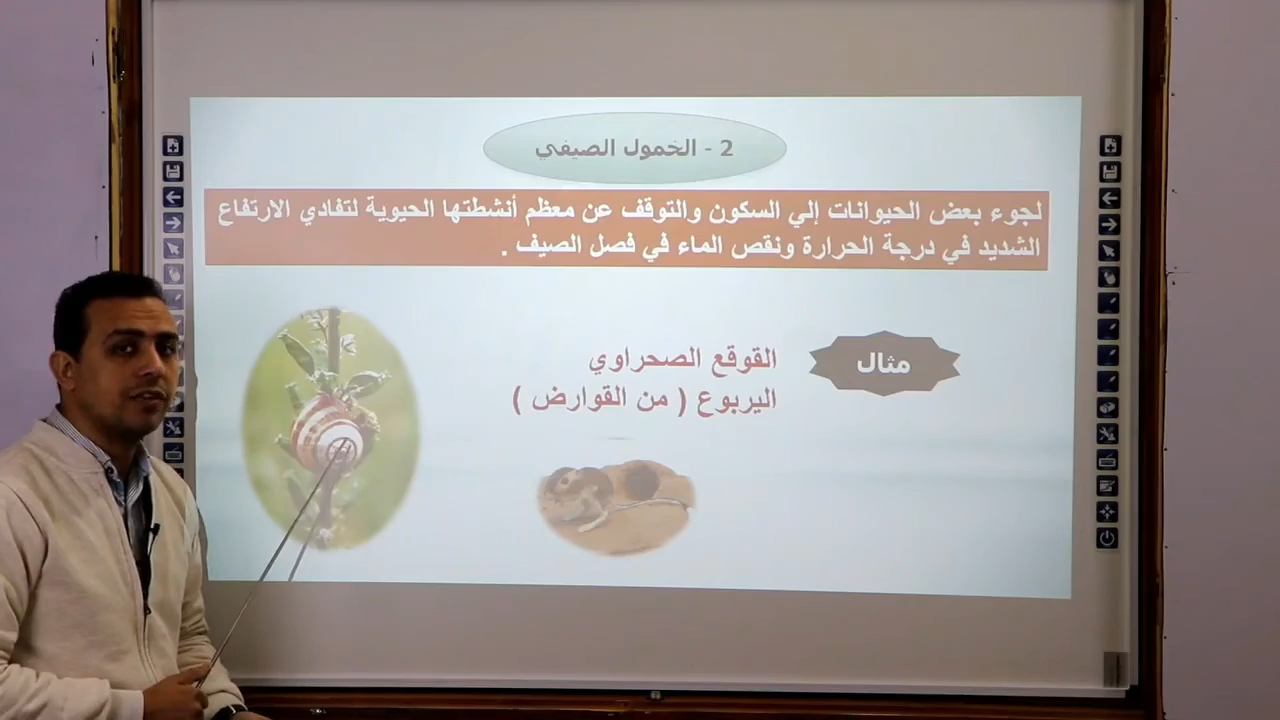 2 - الخمول الصيفي
لجوء بعض الحيوانات إلي السكون والتوقف عن معظم أنشطتها الحيوية لتفادي الارتفاع
الشديد في درجة الحرارة ونقص الماء في فصل الصيف .
مثال
القوقع الصحراوي
اليربوع ( من القوارض )